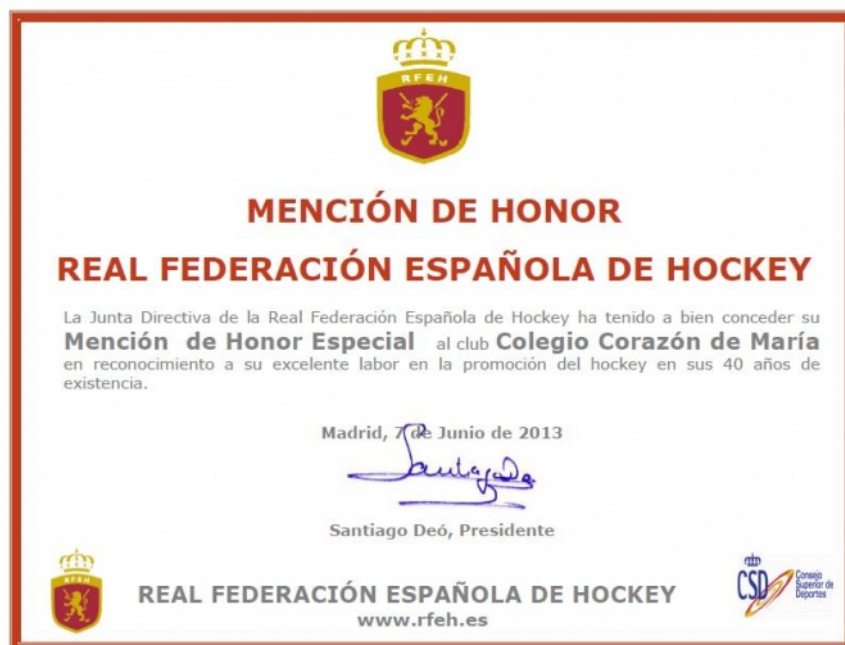 RFEH
MENCIÓN DE HONOR
REAL FEDERACIÓN ESPAÑOLA DE HOCKEY
La Junta Directiva de la Real Federación Española de Hockey ha tenido a bien conceder su
Mención de Honor Especial al club Colegio Corazón de María
en reconocimiento a su excelente labor en la promoción del hockey en sus 40 años de
existencia.
Madrid, 7 de Junio de 2013
Santiago Deó, Presidente
RFEH
REAL FEDERACIÓN ESPAÑOLA DE HOCKEY
www.rfeh.es
CSD
Consejo
Superior de
Deportes